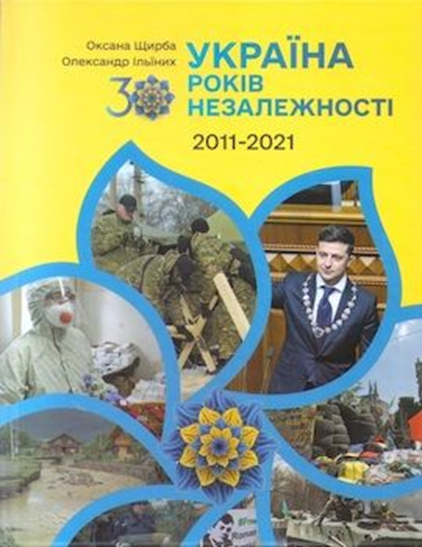 Оксана Щирба
Олександр Ільїних
УКРАЇНА
30 РОКІВ
НЕЗАЛЕЖНОСТІ
2011-2021